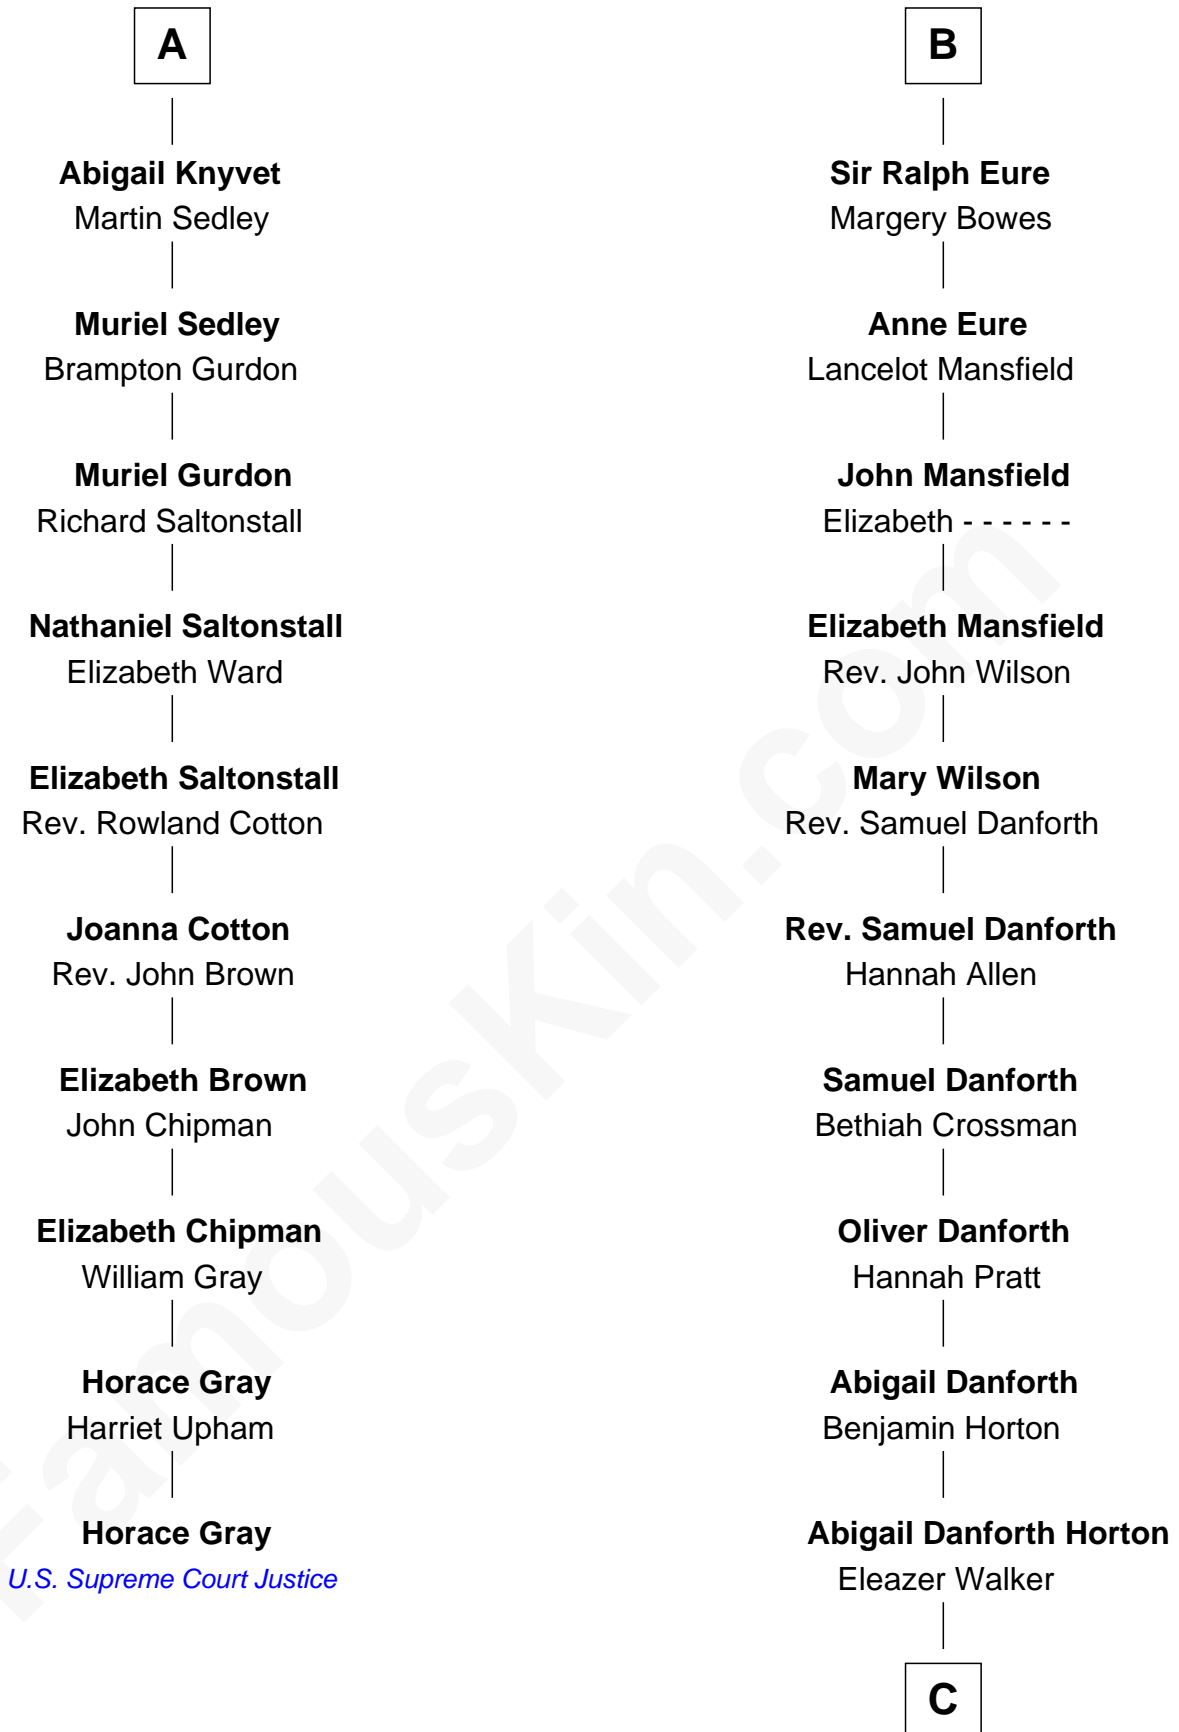 A
Abigail Knyvet
Martin Sedley
Muriel Sedley
Brampton Gurdon
Muriel Gurdon
Richard Saltonstall
Nathaniel Saltonstall
Elizabeth Ward
Elizabeth Saltonstall
Rev. Rowland Cotton
Joanna Cotton
Rev. John Brown
Elizabeth Brown
John Chipman
Elizabeth Chipman
William Gray
Horace Gray
Harriet Upham
Horace Gray
U.S. Supreme Court Justice
B
Sir Ralph Eure
Margery Bowes
Anne Eure
Lancelot Mansfield
John Mansfield
Elizabeth - - - - - -
Elizabeth Mansfield
Rev. John Wilson
Mary Wilson
Rev. Samuel Danforth
Rev. Samuel Danforth
Hannah Allen
Samuel Danforth
Bethiah Crossman
Oliver Danforth
Hannah Pratt
Abigail Danforth
Benjamin Horton
Abigail Danforth Horton
Eleazer Walker
C
FamousKin.com